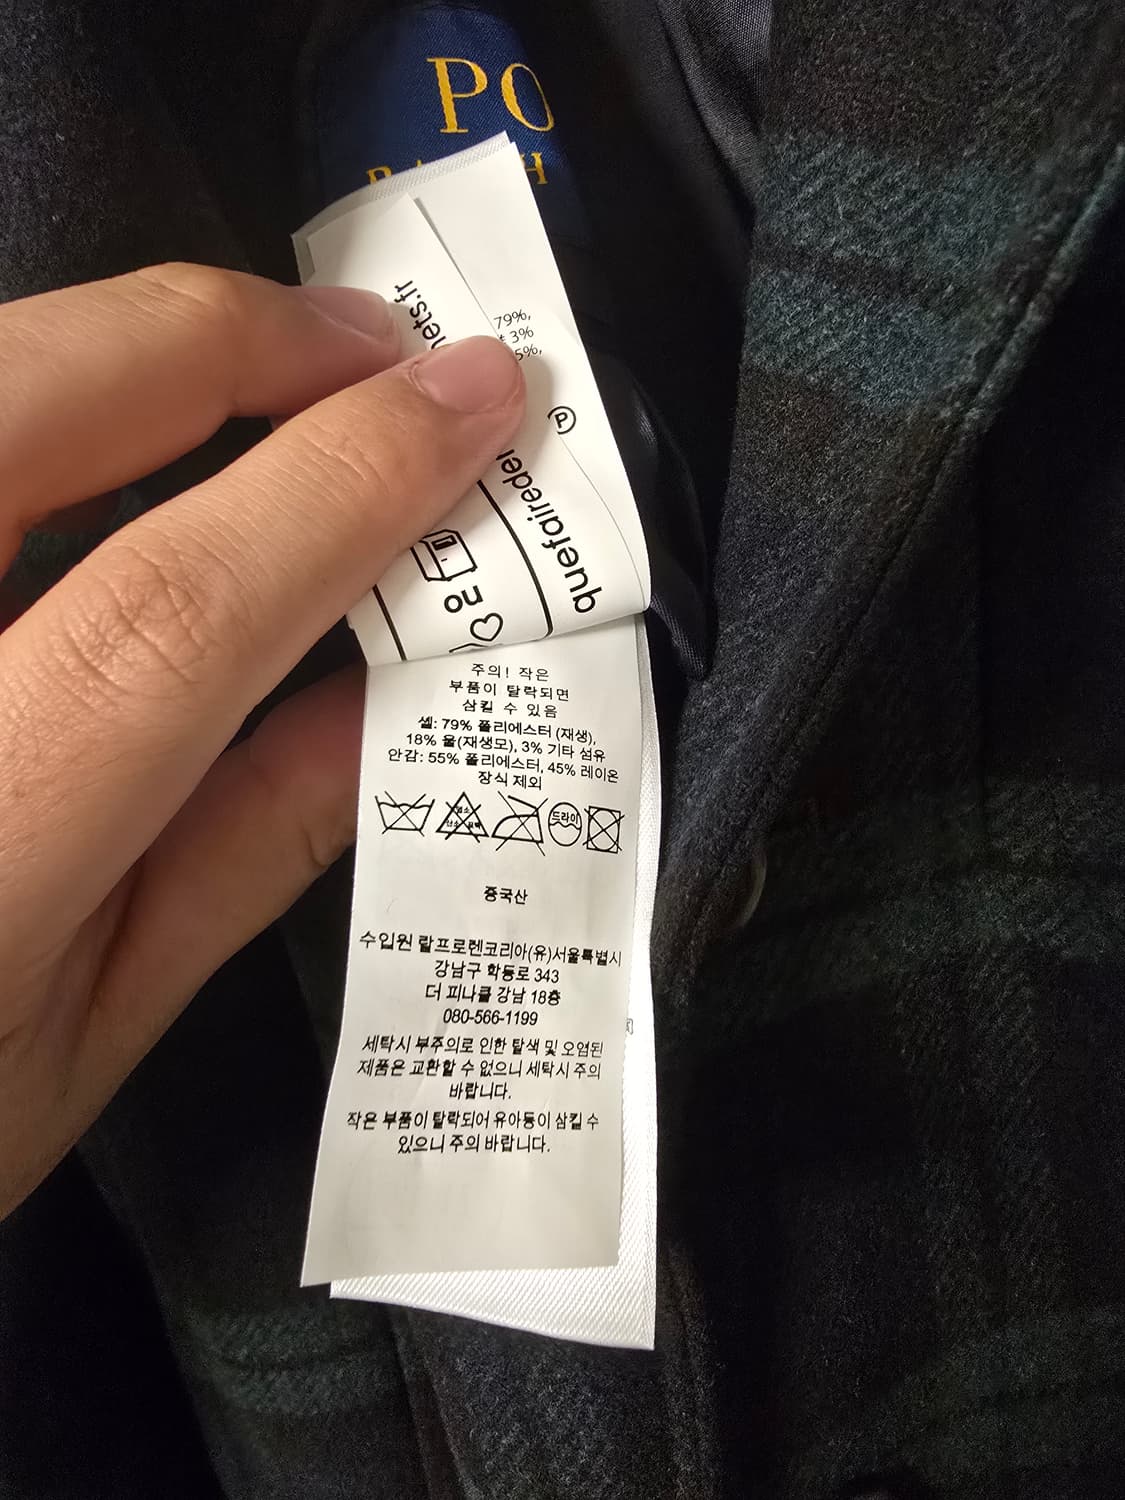 PO
79%,
3%
5%,
P
nets.fr
quefairede
ou
주의! 작은
부품이 탈락되면
삼킬 수 있음
셸: 79% 폴리에스터 (재생),
18% 울(재생모), 3% 기타 섬유
안감: 55% 폴리에스터, 45% 레이온
장식 제외
드라이
중국산
수입원 랄프로렌코리아(유)서울특별시
강남구 학동로 343
더 피나클 강남 18층
080-566-1199
세탁시 부주의로 인한 탈색 및 오염된
제품은 교환할 수 없으니 세탁시 주의
바랍니다.
작은 부품이 탈락되어 유아등이 삼킬 수
있으니 주의 바랍니다.